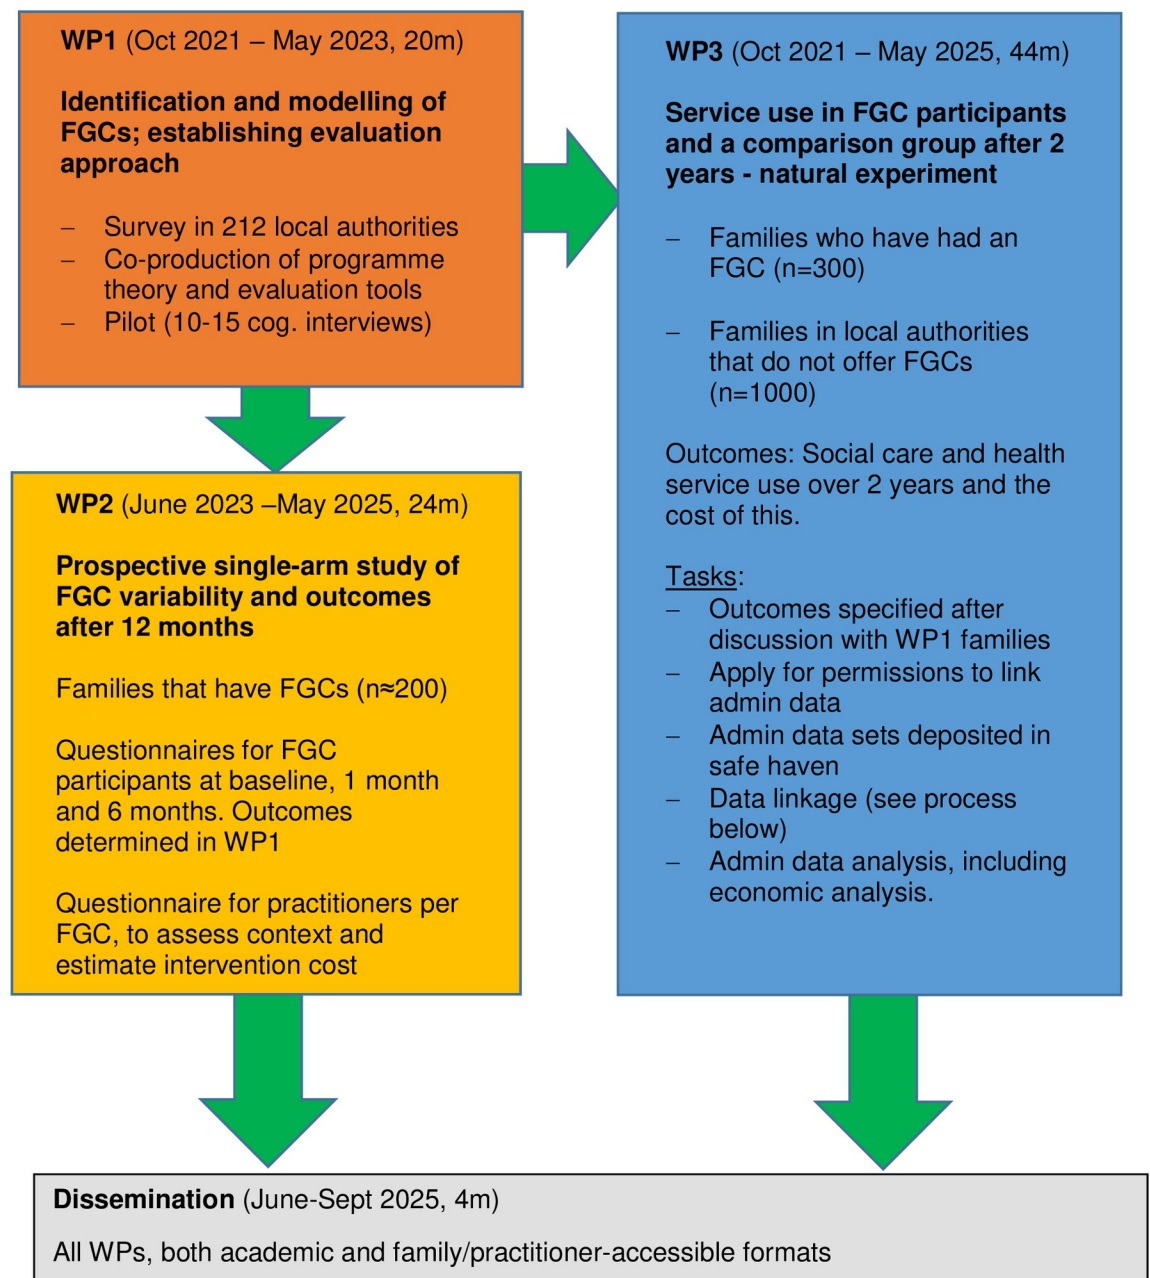 WP1 (Oct 2021 – May 2023, 20m)
Identification and modelling of
FGCs; establishing evaluation
approach
– Survey in 212 local authorities
– Co-production of programme
theory and evaluation tools
– Pilot (10-15 cog. interviews)
WP2 (June 2023 –May 2025, 24m)
Prospective single-arm study of
FGC variability and outcomes
after 12 months
Families that have FGCs (n≈200)
Questionnaires for FGC
participants at baseline, 1 month
and 6 months. Outcomes
determined in WP1
Questionnaire for practitioners per
FGC, to assess context and
estimate intervention cost
WP3 (Oct 2021 – May 2025, 44m)
Service use in FGC participants
and a comparison group after 2
years - natural experiment
– Families who have had an
FGC (n=300)
– Families in local authorities
that do not offer FGCs
(n=1000)
Outcomes: Social care and health
service use over 2 years and the
cost of this.
Tasks:
– Outcomes specified after
discussion with WP1 families
– Apply for permissions to link
admin data
– Admin data sets deposited in
safe haven
– Data linkage (see process
below)
– Admin data analysis, including
economic analysis.
Dissemination (June-Sept 2025, 4m)
All WPs, both academic and family/practitioner-accessible formats